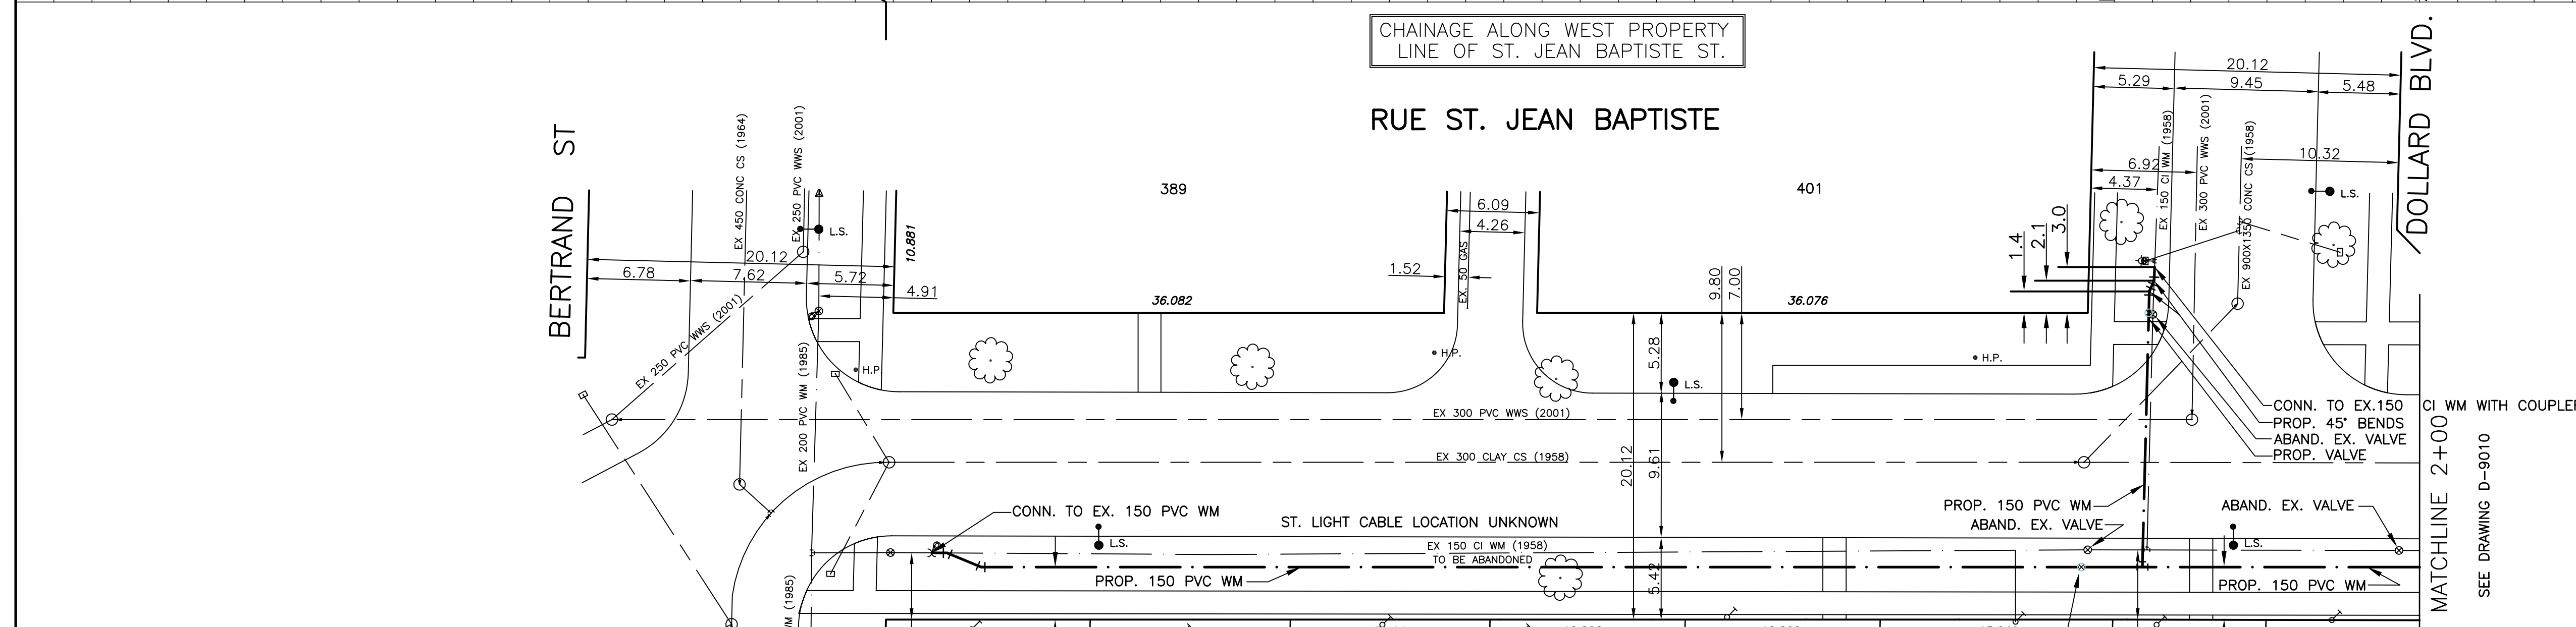 CHAINAGE ALONG WEST PROPERTY
LINE OF ST. JEAN BAPTISTE ST.
RUE ST. JEAN BAPTISTE
BERTRAND ST
DOLLARD BLVD.
EX 450 CONC CS (1964)
EX 250 PVC WWS (2001)
L.S.
20.12
6.78
7.62
5.72
4.91
10.881
389
36.082
EX 250 PVC WWS (2001)
EX 200 PVC WM (1985)
H.P.
6.09
4.26
1.52
EX. 50 GAS
H.P.
401
36.076
9.80
7.00
5.28
L.S.
H.P.
20.12
5.29
9.45
5.48
10.32
6.92
4.37
EX 150 CI WM (1958)
EX 300 PVC WWS (2001)
EX 900X1350 CONC CS (1958)
L.S.
1.4
2.1
3.0
EX 300 PVC WWS (2001)
EX 300 CLAY CS (1958)
20.12
9.61
5.42
CONN. TO EX.150 CI WM WITH COUPLER
PROP. 45° BENDS
ABAND. EX. VALVE
PROP. VALVE
CONN. TO EX. 150 PVC WM
L.S.
ST. LIGHT CABLE LOCATION UNKNOWN
EX 150 CI WM (1958)
TO BE ABANDONED
PROP. 150 PVC WM
PROP. 150 PVC WM
ABAND. EX. VALVE
ABAND. EX. VALVE
L.S.
PROP. 150 PVC WM
MATCHLINE 2+00
SEE DRAWING D-9010
WM (1985)